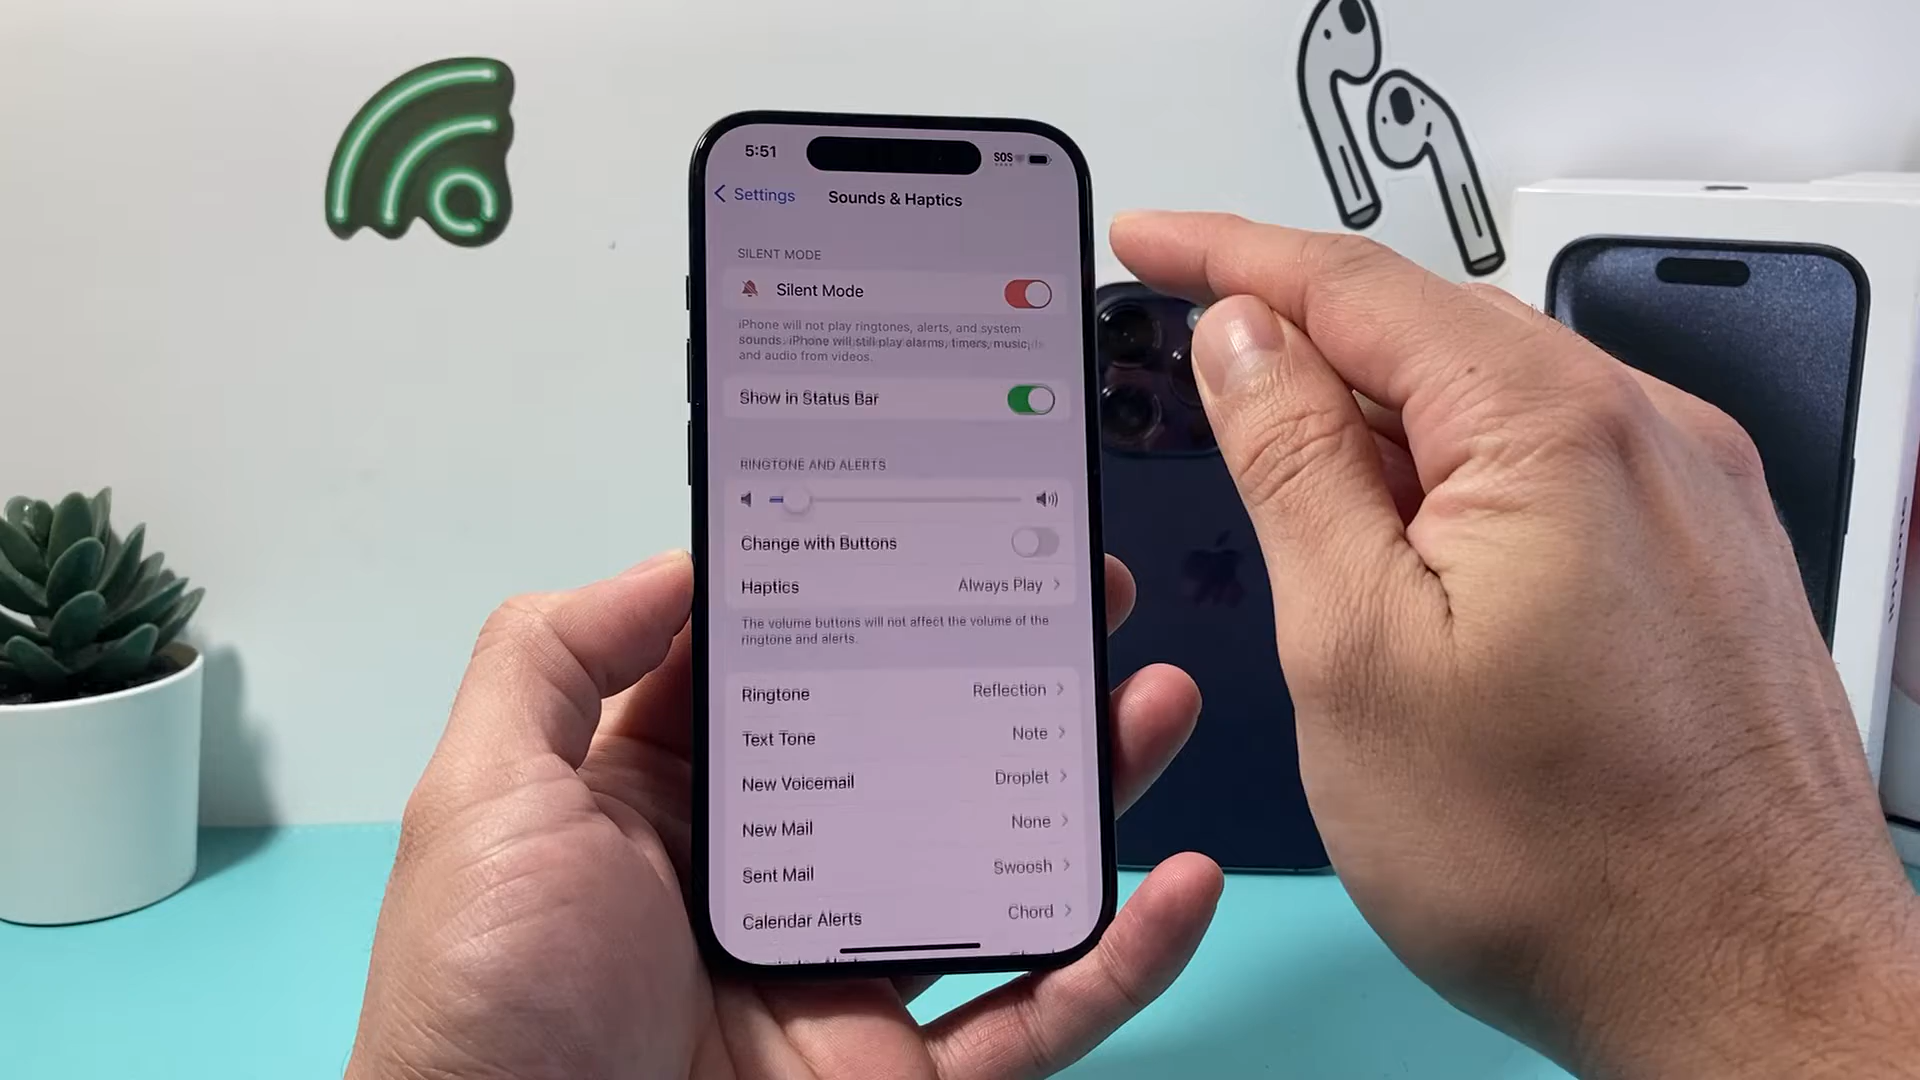 5:51
SOS
Settings
Sounds & Haptics
SILENT MODE
Silent Mode
iPhone will not play ringtones, alerts, and system
sounds. iPhone will still play alarms, timers, music,
and audio from videos.
Show in Status Bar
RINGTONE AND ALERTS
Change with Buttons
Haptics Always Play
The volume buttons will not affect the volume of the
ringtone and alerts.
Ringtone Reflection
Text Tone Note
New Voicemail Droplet
New Mail None
Sent Mail Swoosh
Calendar Alerts Chord
iPhone